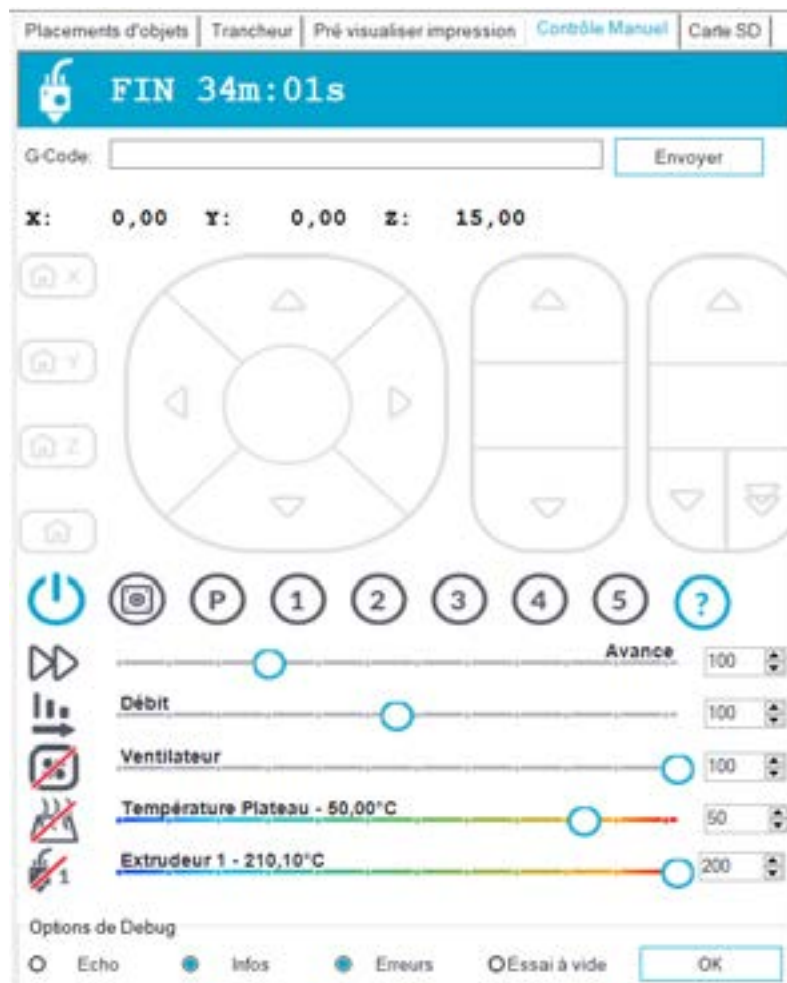 Placements d'objets Trancheur Pré visualiser impression Contrôle Manuel Carte SD
FIN 34m:01s
G-Code: Envoyer
X: 0,00 Y: 0,00 Z: 15,00
X
Y
Z
P 1 2 3 4 5 ?
Avance 100
Débit 100
Ventilateur 100
Température Plateau - 50,00°C 50
Extrudeur 1 - 210,10°C 200
1
Options de Debug
Echo Infos Erreurs Essai à vide OK